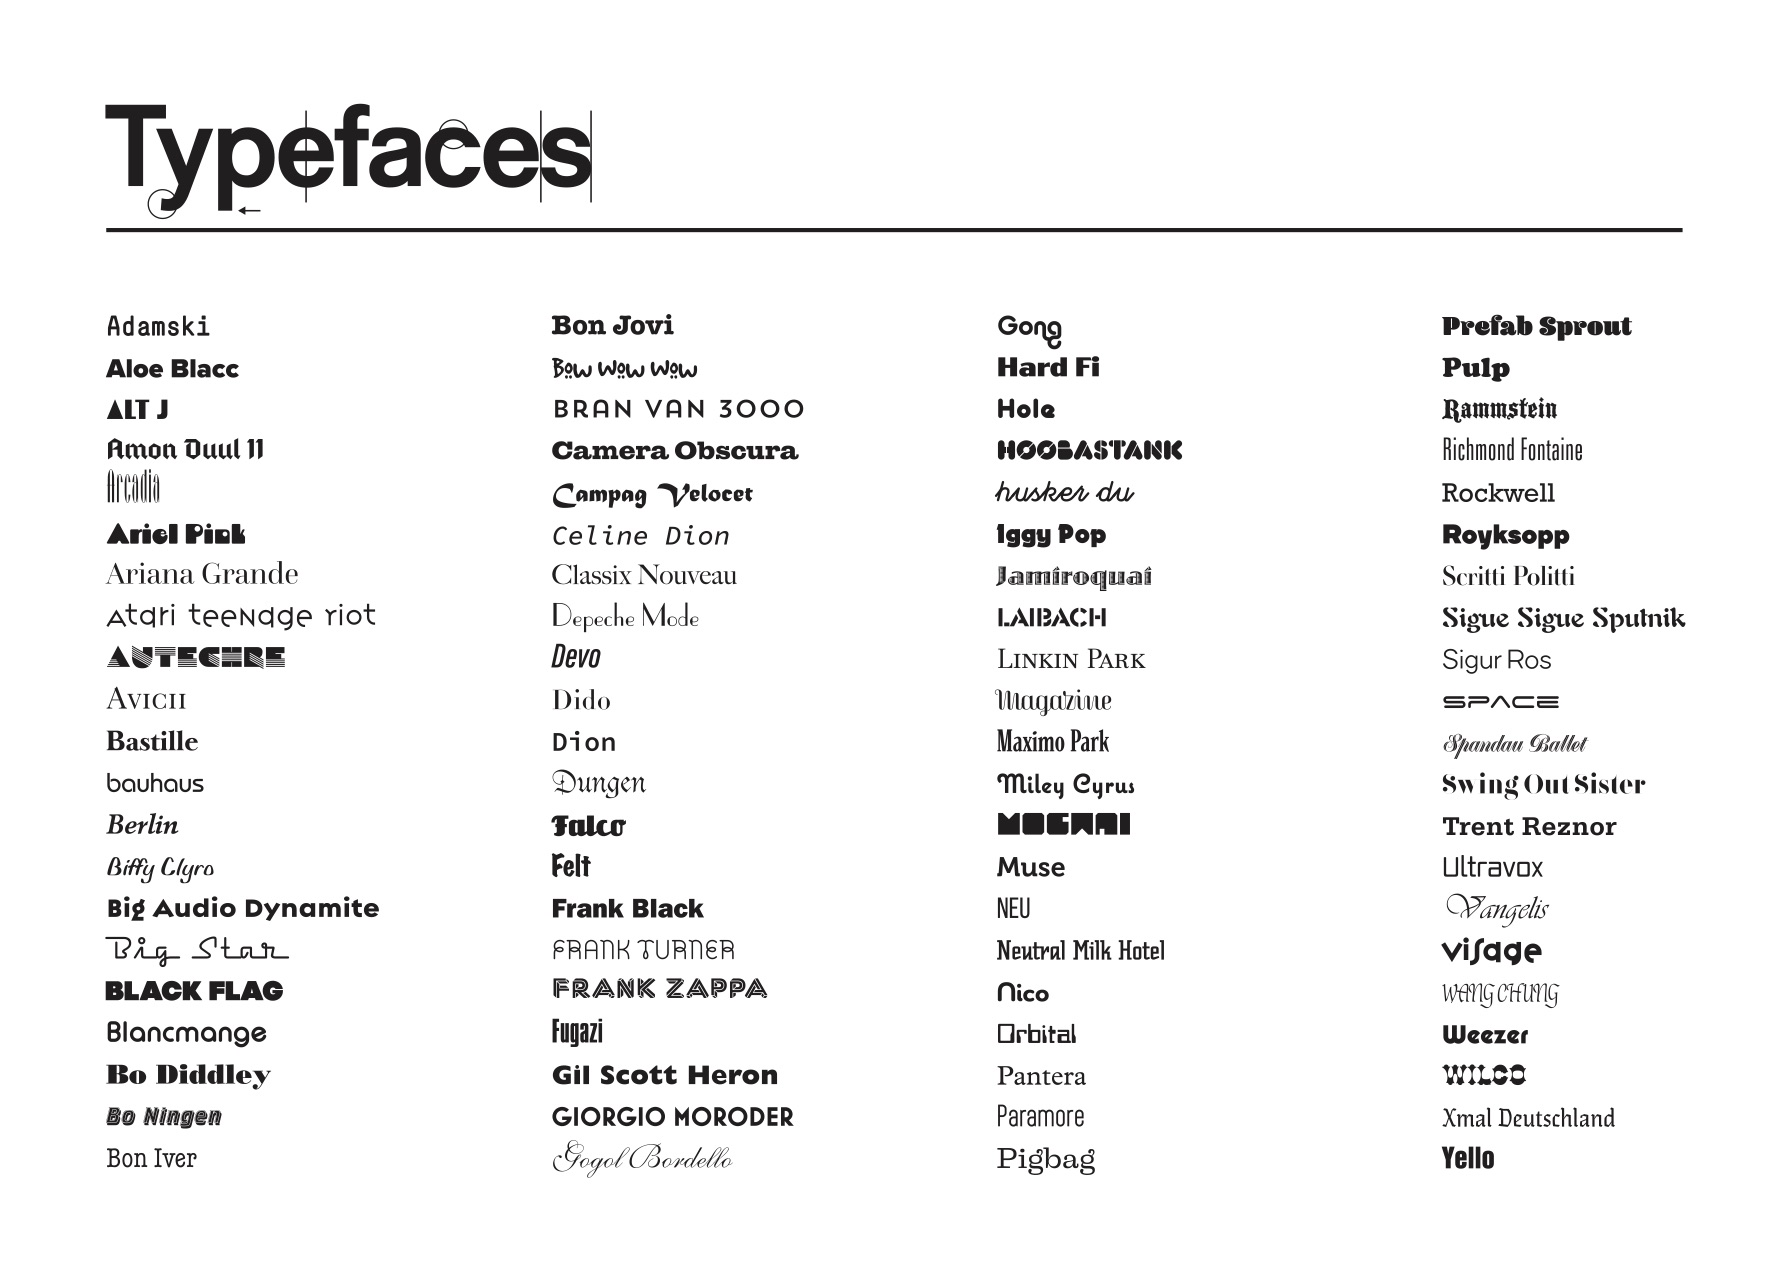 Typefaces
Adamski
Aloe Blacc
ALT J
Amon Duul 11
Arcadia
Ariel Pink
Ariana Grande
Atari teeNage riot
AUTECHRE
AVICII
Bastille
bauhaus
Berlin
Biffy Clyro
Big Audio Dynamite
Big Star
BLACK FLAG
Blancmange
Bo Diddley
Bo Ningen
Bon Iver
Bon Jovi
Bow Wow Wow
BRAN VAN 3000
Camera Obscura
Campag Velocet
Celine Dion
Classix Nouveau
Depeche Mode
Devo
Dido
Dion
Dungen
Falco
Felt
Frank Black
FRANK TURNER
FRANK ZAPPA
Fugazi
Gil Scott Heron
GIORGIO MORODER
Gogol Bordello
Gong
Hard Fi
Hole
HOOBASTANK
husker du
Iggy Pop
Jamiroquai
LAIBACH
LINKIN PARK
Magazine
Maximo Park
Miley Cyrus
MOGWAI
Muse
NEU
Neutral Milk Hotel
Nico
Orbital
Pantera
Paramore
Pigbag
Prefab Sprout
Pulp
Rammstein
Richmond Fontaine
Rockwell
Royksopp
Scritti Politti
Sigue Sigue Sputnik
Sigur Ros
SPACE
Spandau Ballet
Swing Out Sister
Trent Reznor
Ultravox
Vangelis
visage
WANG CHUNG
Weezer
WILCO
Xmal Deutschland
Yello